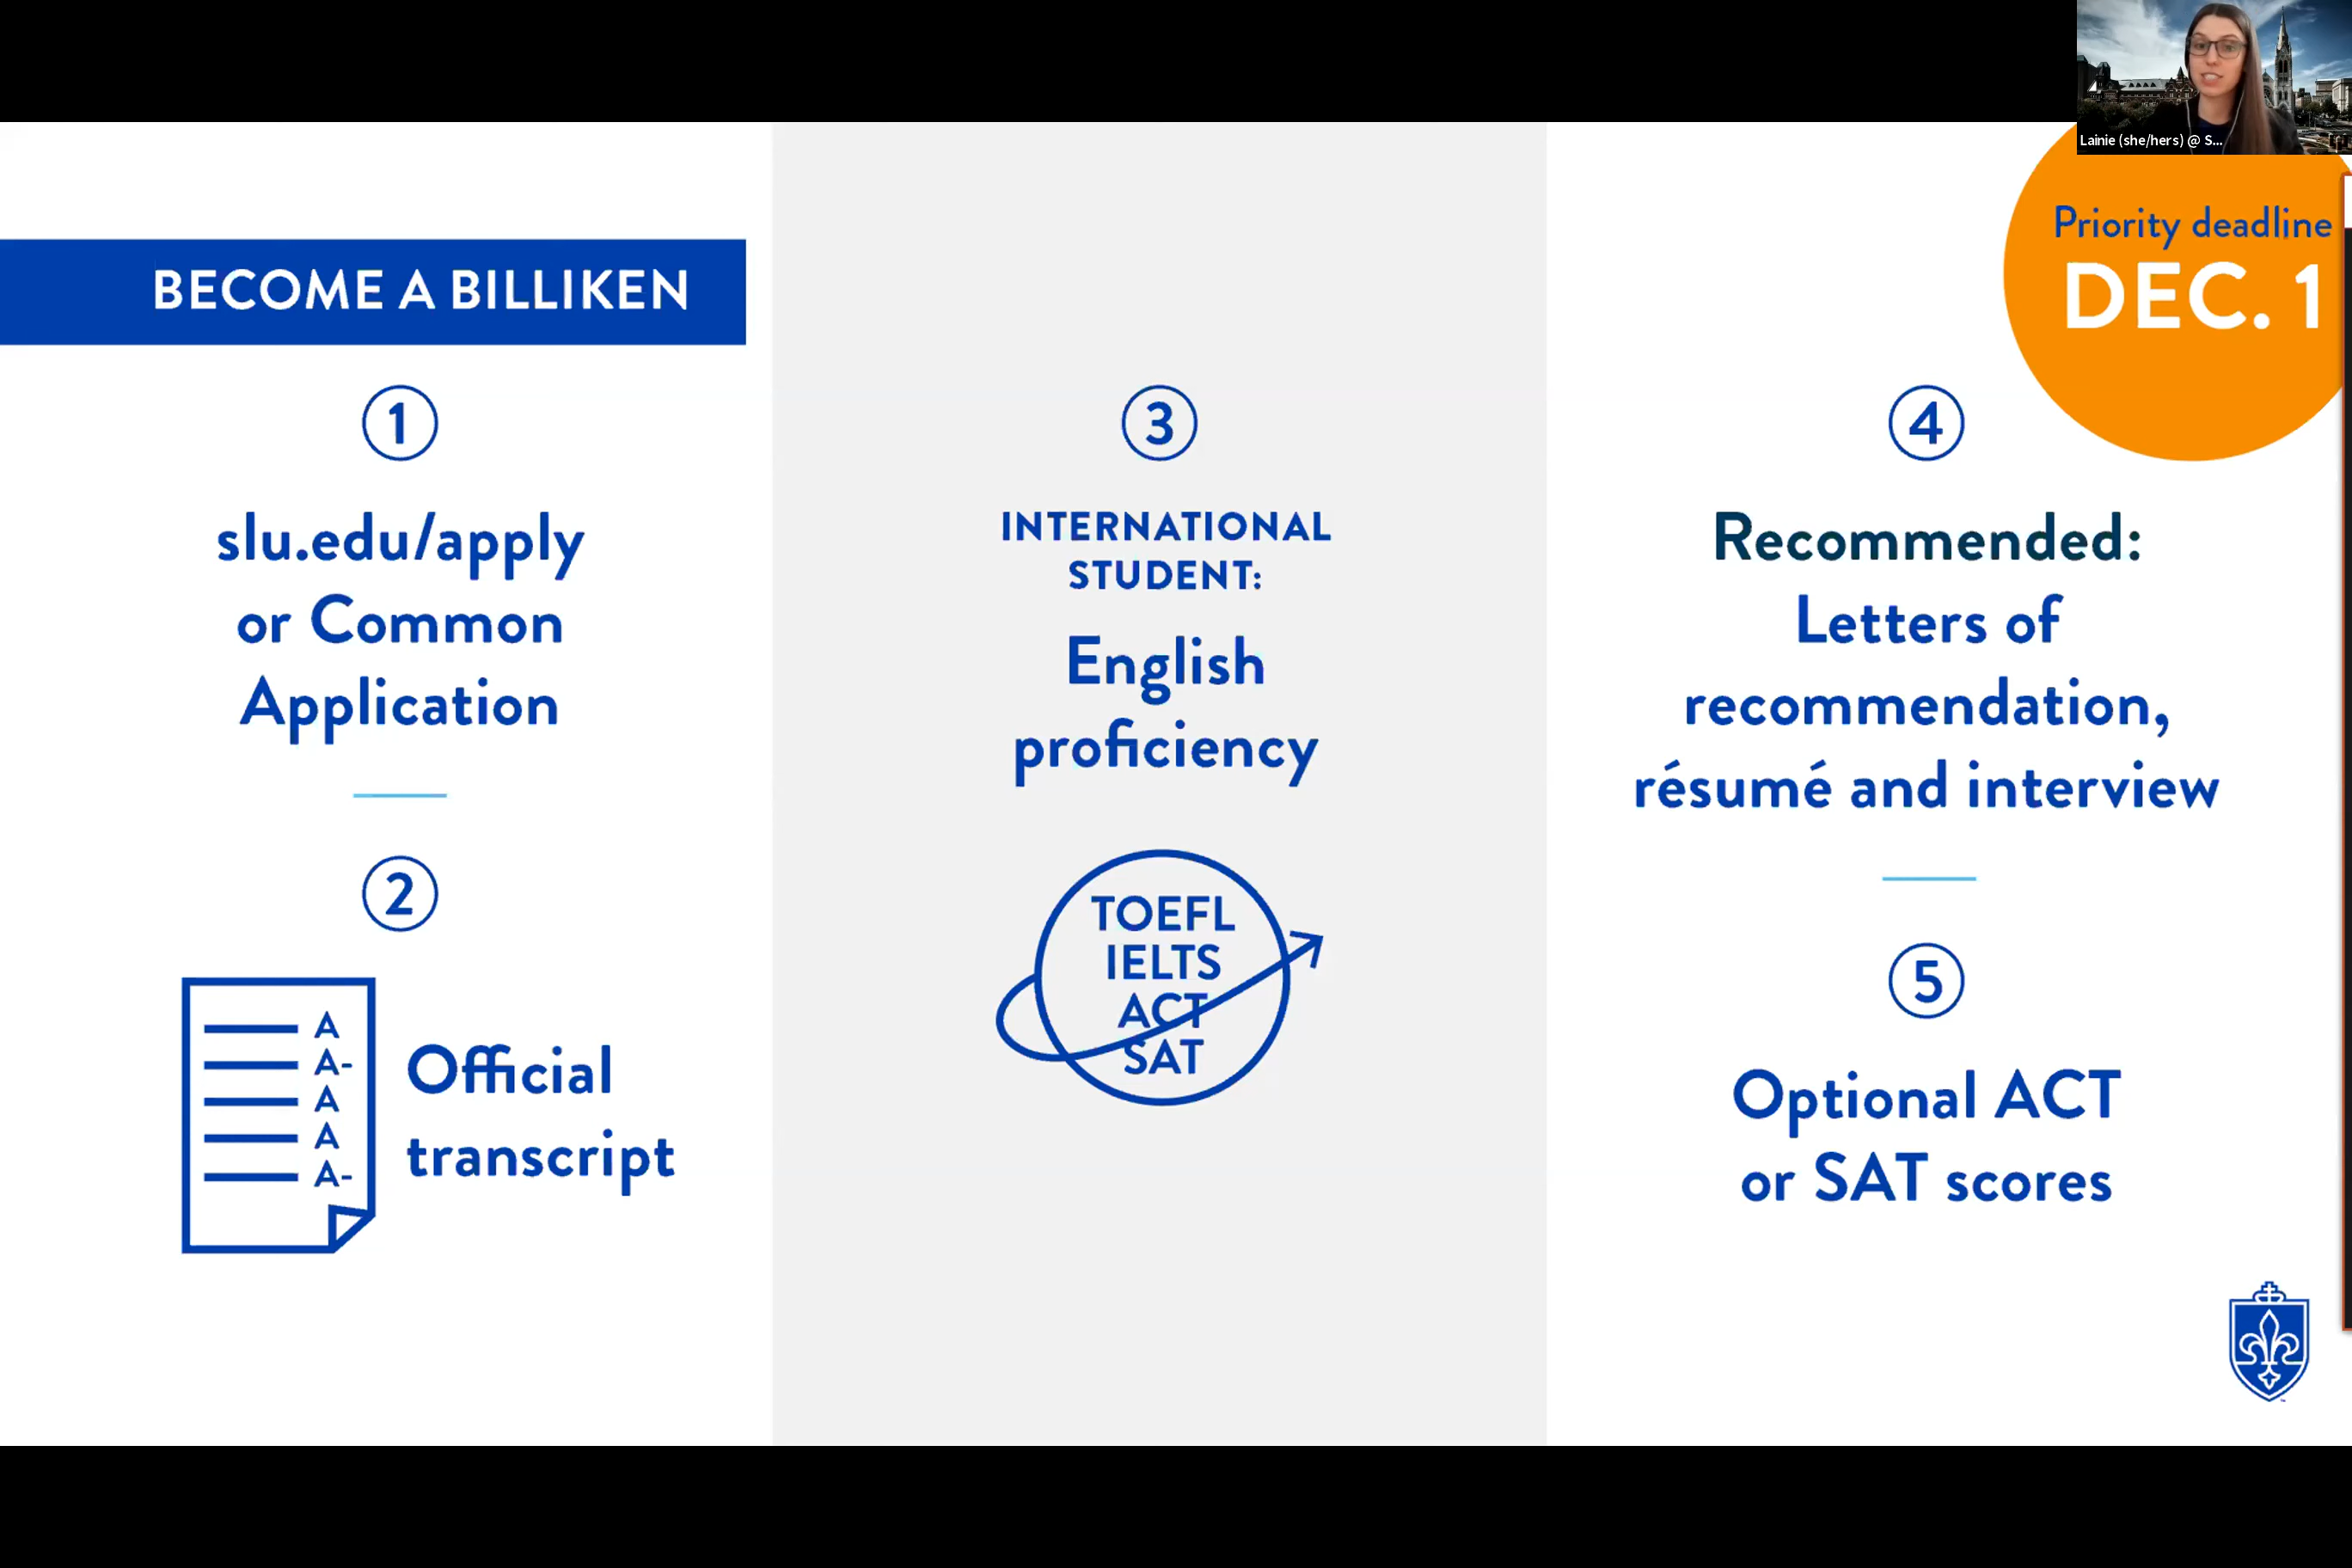 Lainie (she/hers) @ S...
Priority deadline
DEC. 1
BECOME A BILLIKEN
1
slu.edu/apply
or Common
Application
2
A
A-
A
A
A-
Official
transcript
3
INTERNATIONAL
STUDENT:
English
proficiency
TOEFL
IELTS
ACT
SAT
4
Recommended:
Letters of
recommendation,
résumé and interview
5
Optional ACT
or SAT scores